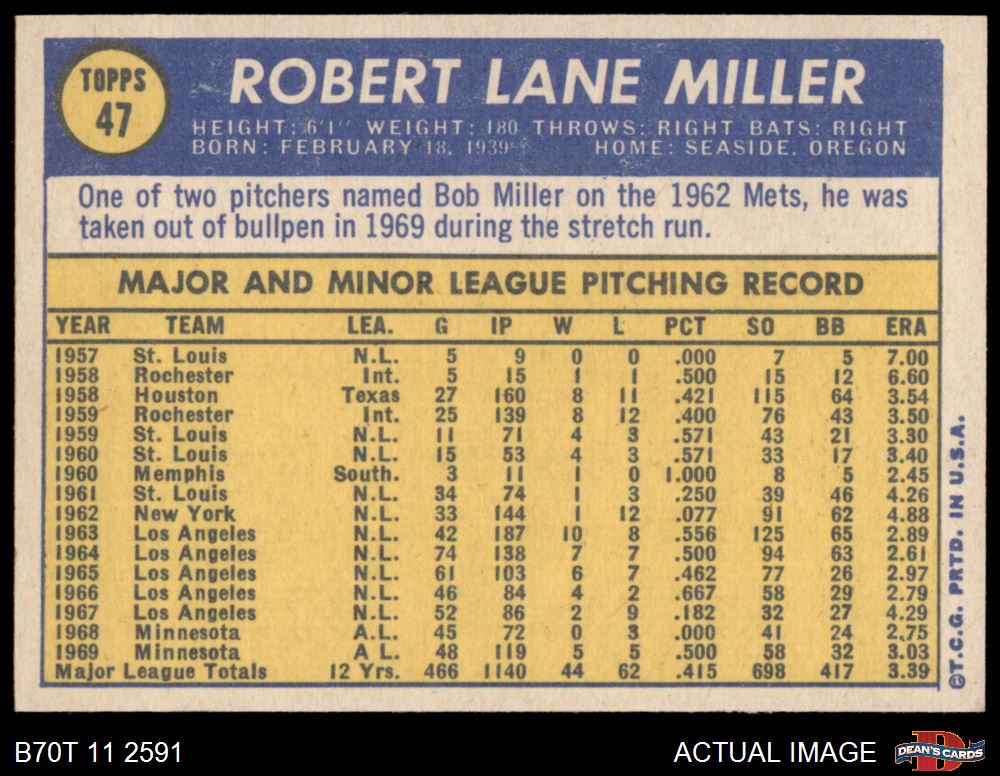 TOPPS
47
ROBERT LANE MILLER
HEIGHT: 6'1" WEIGHT: 180 THROWS: RIGHT BATS: RIGHT
BORN: FEBRUARY 18, 1939 HOME: SEASIDE, OREGON
One of two pitchers named Bob Miller on the 1962 Mets, he was
taken out of bullpen in 1969 during the stretch run.
MAJOR AND MINOR LEAGUE PITCHING RECORD
YEAR TEAM LEA. G IP W L PCT SO BB ERA
1957 St. Louis N.L. 5 9 0 0 .000 7 5 7.00
1958 Rochester Int. 5 15 1 1 .500 15 12 6.60
1958 Houston Texas 27 160 8 11 .421 115 64 3.54
1959 Rochester Int. 25 139 8 12 .400 76 43 3.50
1959 St. Louis N.L. 11 71 4 3 .571 43 21 3.30
1960 St. Louis N.L. 15 53 4 3 .571 33 17 3.40
1960 Memphis South. 3 11 1 0 1.000 8 5 2.45
1961 St. Louis N.L. 34 74 1 3 .250 39 46 4.26
1962 New York N.L. 33 144 1 12 .077 91 62 4.88
1963 Los Angeles N.L. 42 187 10 8 .556 125 65 2.89
1964 Los Angeles N.L. 74 138 7 7 .500 94 63 2.61
1965 Los Angeles N.L. 61 103 6 7 .462 77 26 2.97
1966 Los Angeles N.L. 46 84 4 2 .667 58 29 2.79
1967 Los Angeles N.L. 52 86 2 9 .182 32 27 4.29
1968 Minnesota A.L. 45 72 0 3 .000 41 24 2.75
1969 Minnesota A L. 48 119 5 5 .500 58 32 3.03
Major League Totals 12 Yrs. 466 1140 44 62 .415 698 417 3.39
©T.C.G. PRTD. IN U.S.A.
B70T 11 2591
ACTUAL IMAGE
DEAN'S CARDS